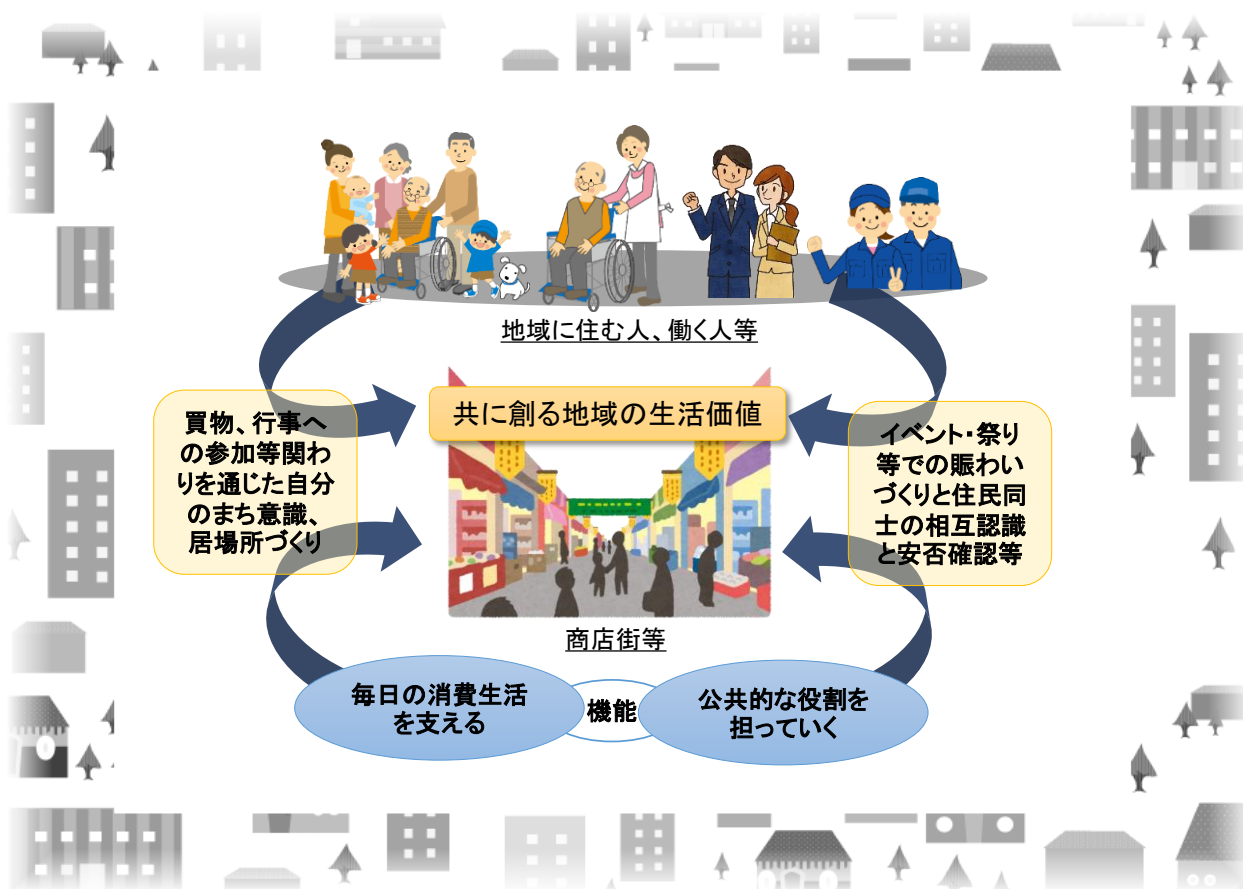 地域に住む人、働く人等
共に創る地域の生活価値
買物、行事へ
の参加等関わ
りを通じた自分
のまち意識、
居場所づくり
イベント・祭り
等での賑わい
づくりと住民同
士の相互認識
と安否確認等
商店街等
毎日の消費生活
を支える
機能
公共的な役割を
担っていく